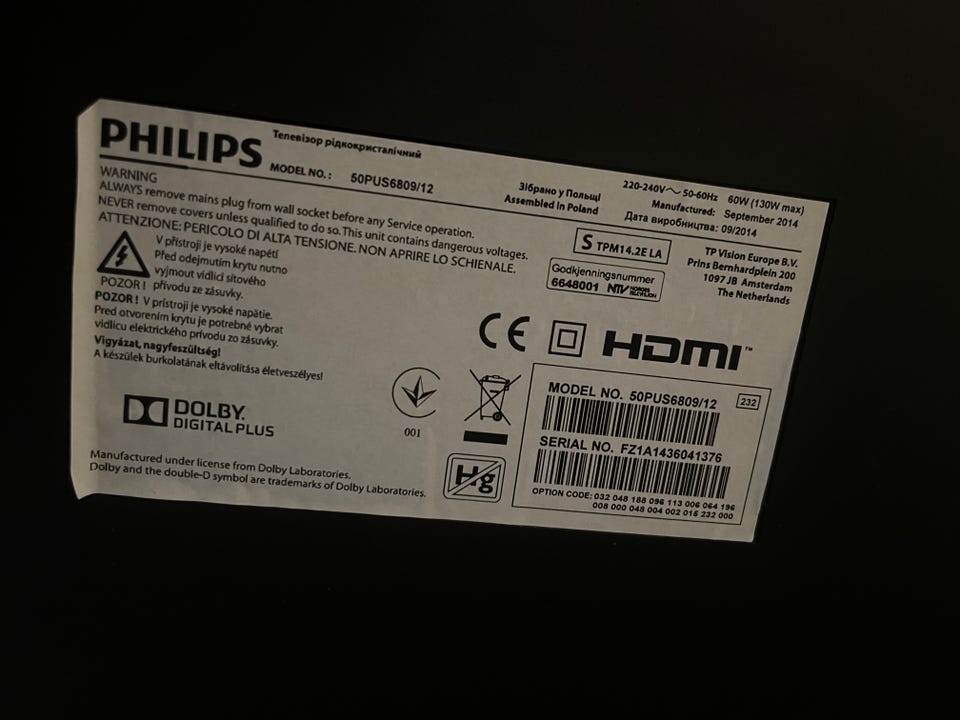 PHILIPS
Телевізор рідкокристалічний
MODEL NO. : 50PUS6809/12
WARNING
ALWAYS remove mains plug from wall socket before any Service operation.
NEVER remove covers unless qualified to do so. This unit contains dangerous voltages.
ATTENZIONE: PERICOLO DI ALTA TENSIONE. NON APRIRE LO SCHIENALE.
V přístroji je vysoké napětí
Před odejmutím krytu nutno
vyjmout vidlici síťového
POZOR ! přívodu ze zásuvky.
POZOR ! V prístroji je vysoké napätie.
Pred otvorením krytu je potrebné vybrat
vidlicu elektrického prívodu zo zásuvky.
Vigyázat, nagyfeszültség!
A készülek burkolatának eltávolítása életveszélyes!
DOLBY
DIGITAL PLUS
Manufactured under license from Dolby Laboratories.
Dolby and the double-D symbol are trademarks of Dolby Laboratories.
Зібрано у Польщі
Assembled In Poland
220-240V～ 50-60Hz 60W (130W max)
Manufactured: September 2014
Дата виробництва: 09/2014
S TPM14.2E LA
TP Vision Europe B.V.
Prins Bernhardplein 200
1097 JB Amsterdam
The Netherlands
Godkjenningsnummer
6648001 NTV NORGES TELEVISJON
CE
HDMI™
001
Hg
MODEL NO. 50PUS6809/12
232
SERIAL NO. FZ1A1436041376
OPTION CODE: 032 048 188 096 113 006 064 196
008 000 048 004 002 015 232 000